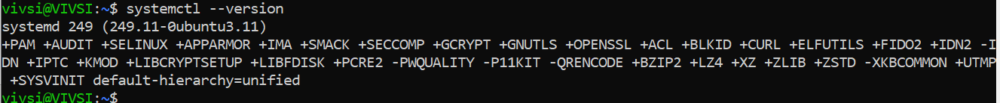 vivsi@VIVSI:~$ systemctl --version
systemd 249 (249.11-0ubuntu3.11)
+PAM +AUDIT +SELINUX +APPARMOR +IMA +SMACK +SECCOMP +GCRYPT +GNUTLS +OPENSSL +ACL +BLKID +CURL +ELFUTILS +FIDO2 +IDN2 -I
DN +IPTC +KMOD +LIBCRYPTSETUP +LIBFDISK +PCRE2 -PWQUALITY -P11KIT -QRENCODE +BZIP2 +LZ4 +XZ +ZLIB +ZSTD -XKBCOMMON +UTMP
+SYSVINIT default-hierarchy=unified
vivsi@VIVSI:~$